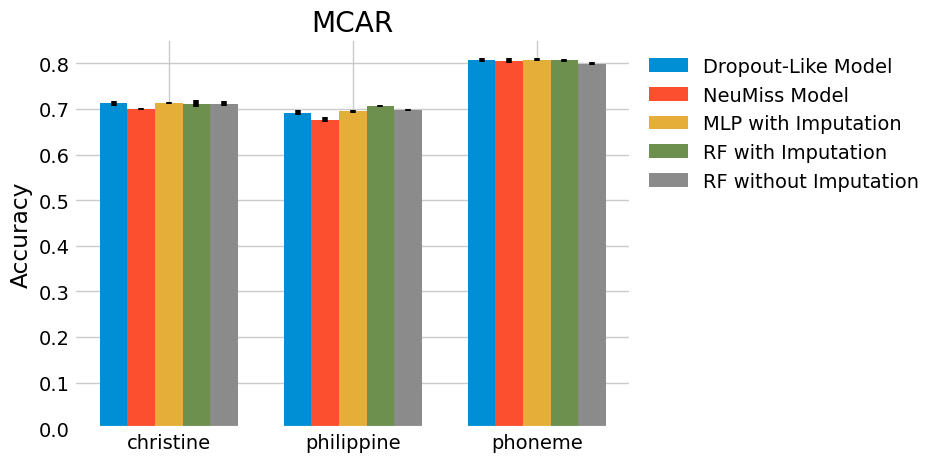 MCAR
Accuracy
0.8
0.7
0.6
0.5
0.4
0.3
0.2
0.1
0.0
christine
philippine
phoneme
Dropout-Like Model
NeuMiss Model
MLP with Imputation
RF with Imputation
RF without Imputation